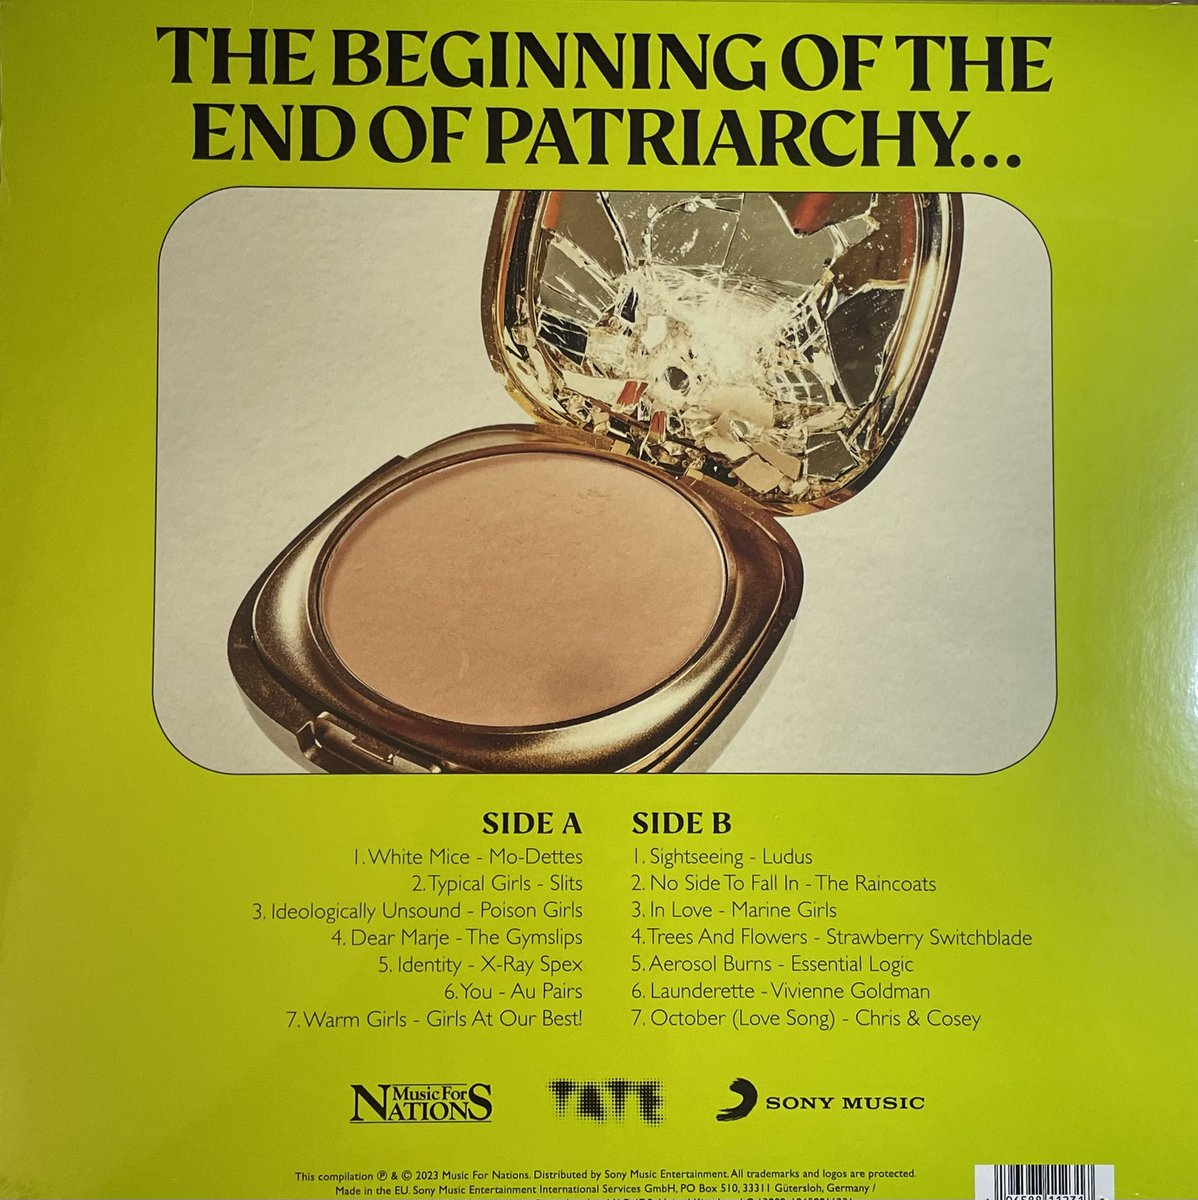 THE BEGINNING OF THE
END OF PATRIARCHY...
SIDE A
1. White Mice - Mo-Dettes
2. Typical Girls - Slits
3. Ideologically Unsound - Poison Girls
4. Dear Marje - The Gymslips
5. Identity - X-Ray Spex
6. You - Au Pairs
7. Warm Girls - Girls At Our Best!
SIDE B
1. Sightseeing - Ludus
2. No Side To Fall In - The Raincoats
3. In Love - Marine Girls
4. Trees And Flowers - Strawberry Switchblade
5. Aerosol Burns - Essential Logic
6. Launderette - Vivienne Goldman
7. October (Love Song) - Chris & Cosey
Music For
NATIONS
TATE
SONY MUSIC
This compilation ℗ & © 2023 Music For Nations. Distributed by Sony Music Entertainment. All trademarks and logos are protected.
Made in the EU. Sony Music Entertainment International Services GmbH, PO Box 510, 33311 Gütersloh, Germany /